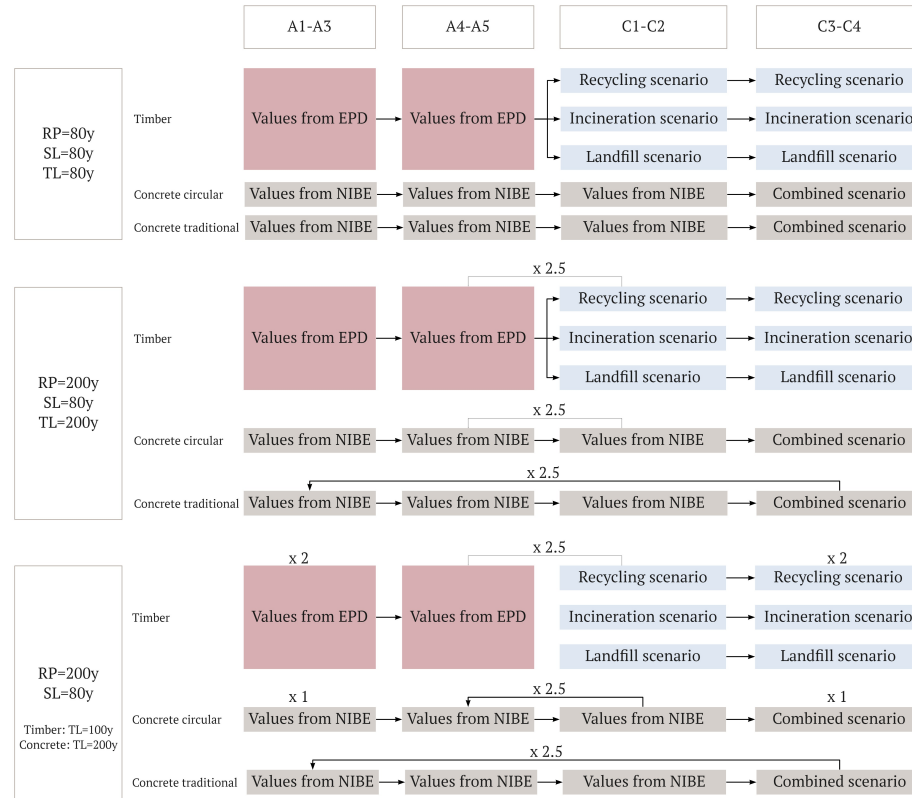 A1-A3
A4-A5
C1-C2
C3-C4
RP=80y
SL=80y
TL=80y
Timber
Values from EPD
Values from EPD
Recycling scenario
Recycling scenario
Incineration scenario
Incineration scenario
Landfill scenario
Landfill scenario
Concrete circular
Values from NIBE
Values from NIBE
Values from NIBE
Combined scenario
Concrete traditional
Values from NIBE
Values from NIBE
Values from NIBE
Combined scenario
RP=200y
SL=80y
TL=200y
x 2.5
Timber
Values from EPD
Values from EPD
Recycling scenario
Recycling scenario
Incineration scenario
Incineration scenario
Landfill scenario
Landfill scenario
x 2.5
Concrete circular
Values from NIBE
Values from NIBE
Values from NIBE
Combined scenario
x 2.5
Concrete traditional
Values from NIBE
Values from NIBE
Values from NIBE
Combined scenario
RP=200y
SL=80y
Timber: TL=100y
Concrete: TL=200y
x 2
x 2.5
x 2
Timber
Values from EPD
Values from EPD
Recycling scenario
Recycling scenario
Incineration scenario
Incineration scenario
Landfill scenario
Landfill scenario
x 1
x 2.5
x 1
Concrete circular
Values from NIBE
Values from NIBE
Values from NIBE
Combined scenario
x 2.5
Concrete traditional
Values from NIBE
Values from NIBE
Values from NIBE
Combined scenario